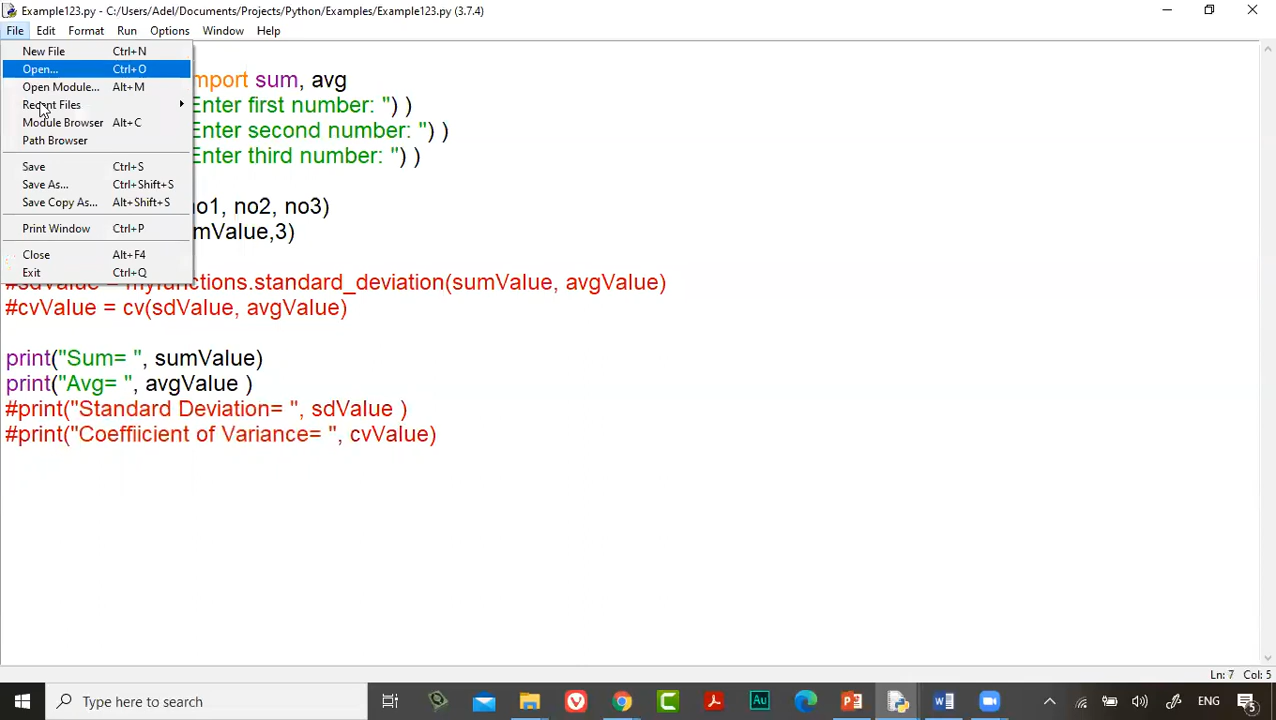 Example123.py - C:/Users/Adel/Documents/Projects/Python/Examples/Example123.py (3.7.4)
File Edit Format Run Options Window Help
New File Ctrl+N
Open... Ctrl+O
Open Module... Alt+M
Recent Files
Module Browser Alt+C
Path Browser
Save Ctrl+S
Save As... Ctrl+Shift+S
Save Copy As... Alt+Shift+S
Print Window Ctrl+P
Close Alt+F4
Exit Ctrl+Q
import sum, avg
Enter first number: ") )
Enter second number: ") )
Enter third number: ") )
no1, no2, no3)
mValue,3)
#sdValue = myfunctions.standard_deviation(sumValue, avgValue)
#cvValue = cv(sdValue, avgValue)
print("Sum= ", sumValue)
print("Avg= ", avgValue )
#print("Standard Deviation= ", sdValue )
#print("Coeffiicient of Variance= ", cvValue)
Ln: 7 Col: 5
Type here to search
ENG
5